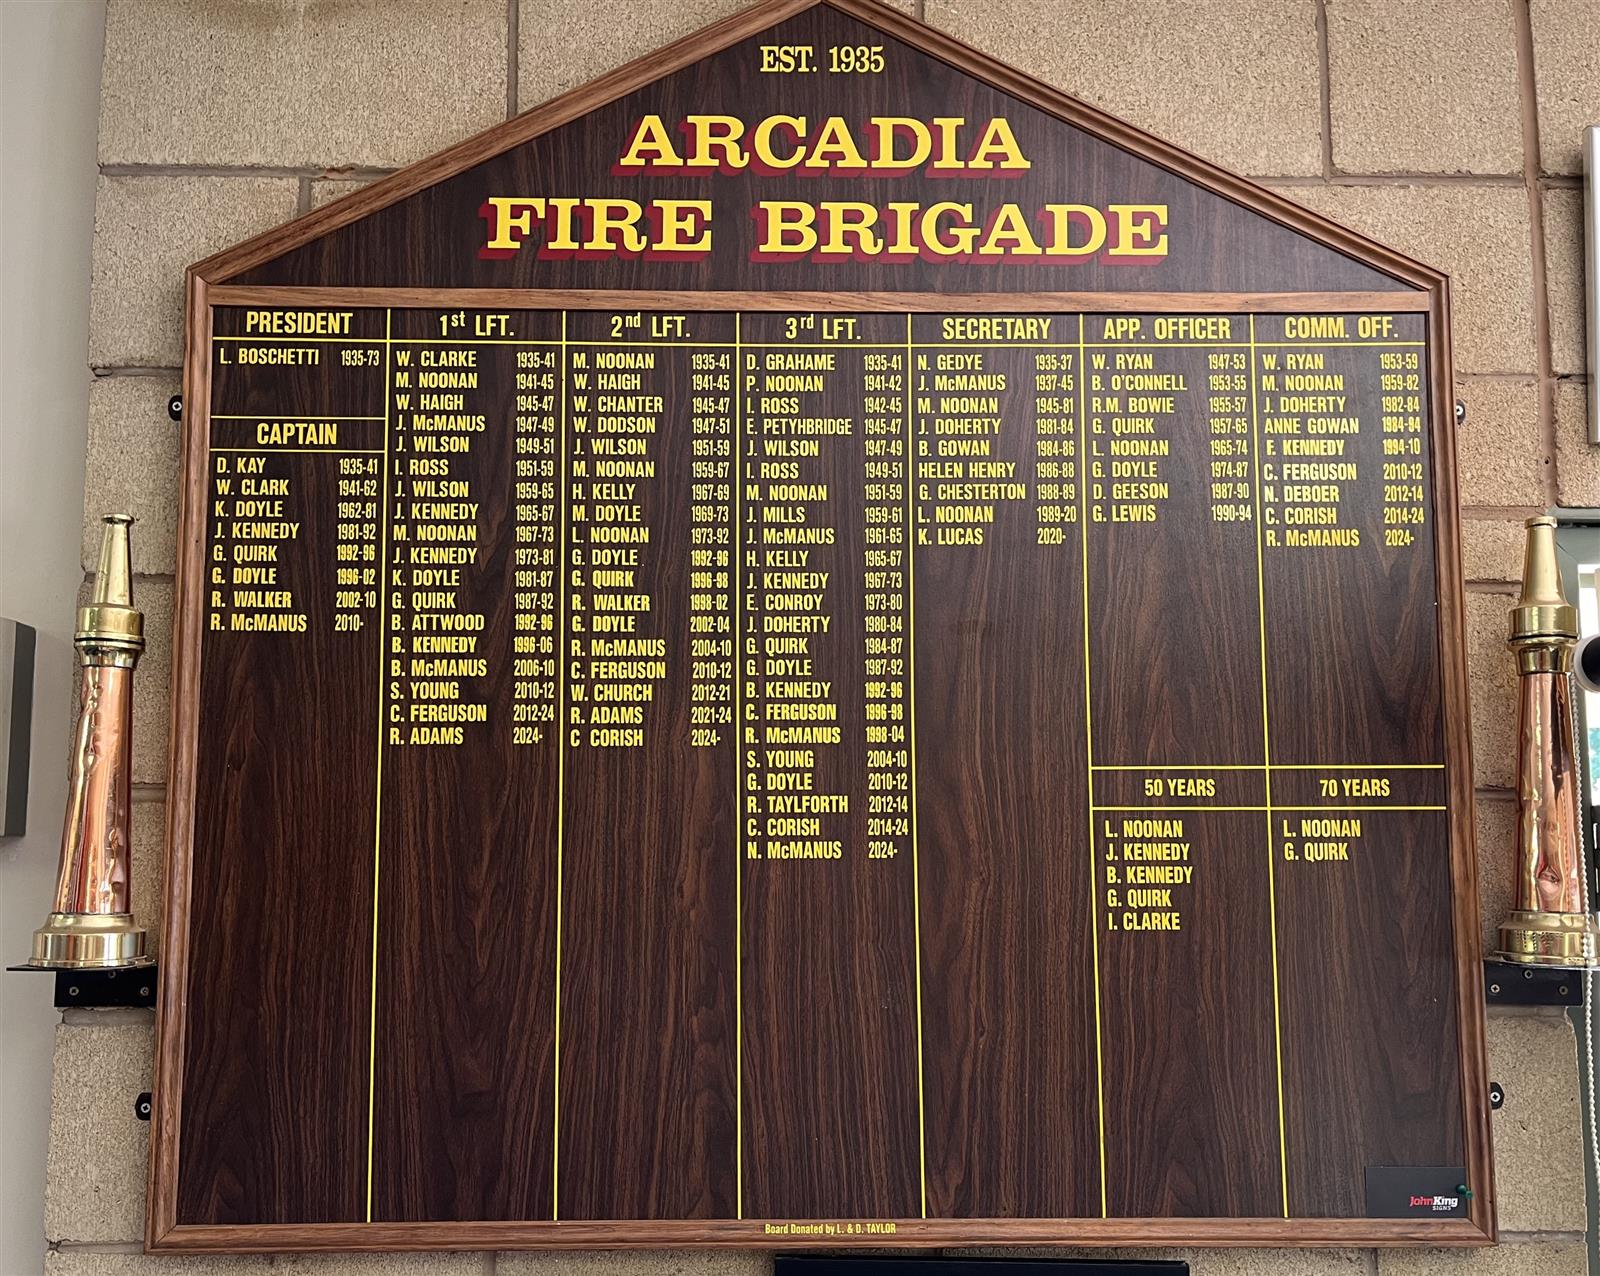 EST. 1935
ARCADIA
FIRE BRIGADE
PRESIDENT
L. BOSCHETTI 1935-73
CAPTAIN
D. KAY 1935-41
W. CLARK 1941-62
K. DOYLE 1962-81
J. KENNEDY 1981-92
G. QUIRK 1992-96
G. DOYLE 1996-02
R. WALKER 2002-10
R. McMANUS 2010-
1st LFT.
W. CLARKE 1935-41
M. NOONAN 1941-45
W. HAIGH 1945-47
J. McMANUS 1947-49
J. WILSON 1949-51
I. ROSS 1951-59
J. WILSON 1959-65
J. KENNEDY 1965-67
M. NOONAN 1967-73
J. KENNEDY 1973-81
K. DOYLE 1981-87
G. QUIRK 1987-92
B. ATTWOOD 1992-96
B. KENNEDY 1996-06
B. McMANUS 2006-10
S. YOUNG 2010-12
C. FERGUSON 2012-24
R. ADAMS 2024-
2nd LFT.
M. NOONAN 1935-41
W. HAIGH 1941-45
W. CHANTER 1945-47
W. DODSON 1947-51
J. WILSON 1951-59
M. NOONAN 1959-67
H. KELLY 1967-69
M. DOYLE 1969-73
L. NOONAN 1973-92
G. DOYLE 1992-96
G. QUIRK 1996-98
R. WALKER 1998-02
G. DOYLE 2002-04
R. McMANUS 2004-10
C. FERGUSON 2010-12
W. CHURCH 2012-21
R. ADAMS 2021-24
C CORISH 2024-
3rd LFT.
D. GRAHAME 1935-41
P. NOONAN 1941-42
I. ROSS 1942-45
E. PETYHBRIDGE 1945-47
J. WILSON 1947-49
I. ROSS 1949-51
M. NOONAN 1951-59
J. MILLS 1959-61
J. McMANUS 1961-65
H. KELLY 1965-67
J. KENNEDY 1967-73
E. CONROY 1973-80
J. DOHERTY 1980-84
G. QUIRK 1984-87
G. DOYLE 1987-92
B. KENNEDY 1992-96
C. FERGUSON 1996-98
R. McMANUS 1998-04
S. YOUNG 2004-10
G. DOYLE 2010-12
R. TAYLFORTH 2012-14
C. CORISH 2014-24
N. McMANUS 2024-
SECRETARY
N. GEDYE 1935-37
J. McMANUS 1937-45
M. NOONAN 1945-81
J. DOHERTY 1981-84
B. GOWAN 1984-86
HELEN HENRY 1986-88
G. CHESTERTON 1988-89
L. NOONAN 1989-20
K. LUCAS 2020-
APP. OFFICER
W. RYAN 1947-53
B. O'CONNELL 1953-55
R.M. BOWIE 1955-57
G. QUIRK 1957-65
L. NOONAN 1965-74
G. DOYLE 1974-87
D. GEESON 1987-90
G. LEWIS 1990-94
COMM. OFF.
W. RYAN 1953-59
M. NOONAN 1959-82
J. DOHERTY 1982-84
ANNE GOWAN 1984-94
F. KENNEDY 1994-10
C. FERGUSON 2010-12
N. DEBOER 2012-14
C. CORISH 2014-24
R. McMANUS 2024-
50 YEARS
L. NOONAN
J. KENNEDY
B. KENNEDY
G. QUIRK
I. CLARKE
70 YEARS
L. NOONAN
G. QUIRK
JohnKing
SIGNS
Board Donated by L. & D. TAYLOR